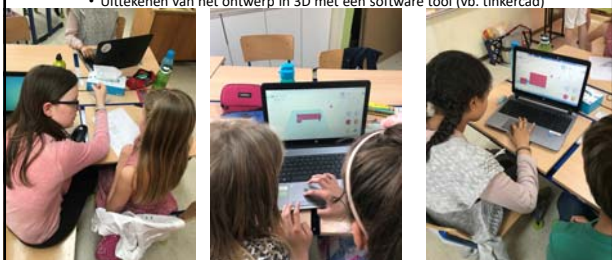 • Uittekenen van het ontwerp in 3D met een software tool (vb. tinkercad)